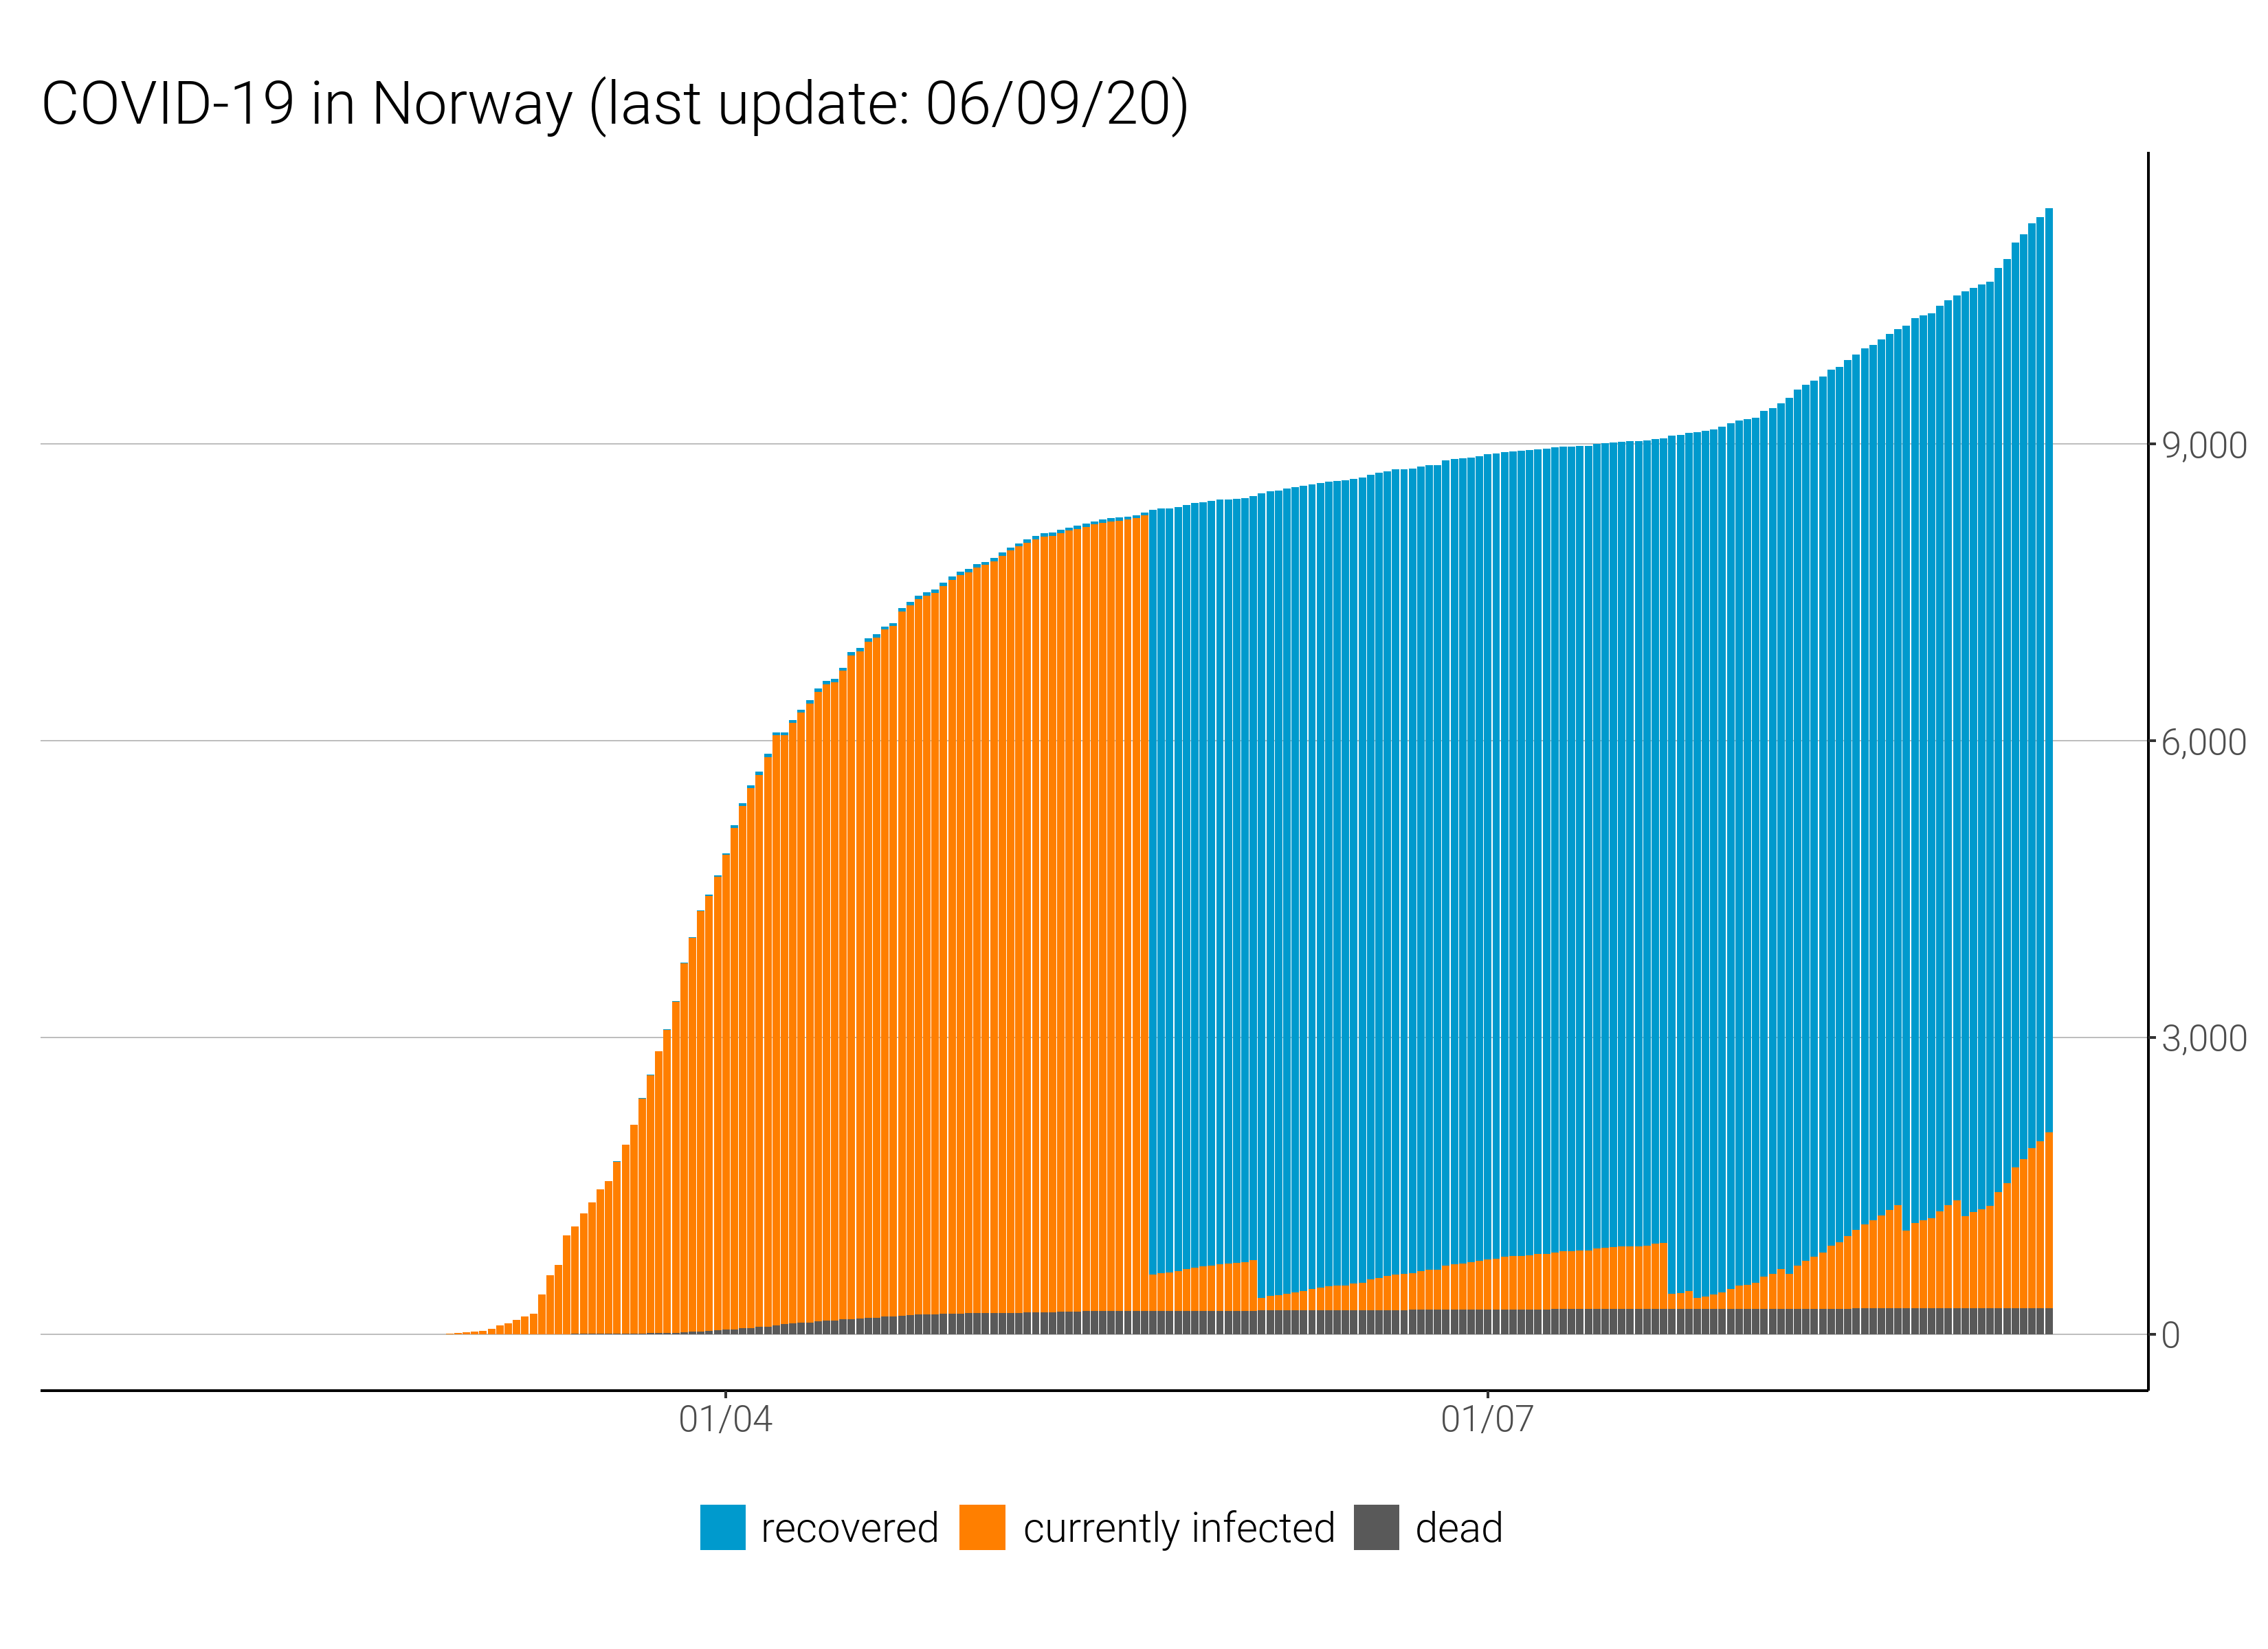 COVID-19 in Norway (last update: 06/09/20)
9,000
6,000
3,000
0
01/04 01/07
recovered currently infected dead